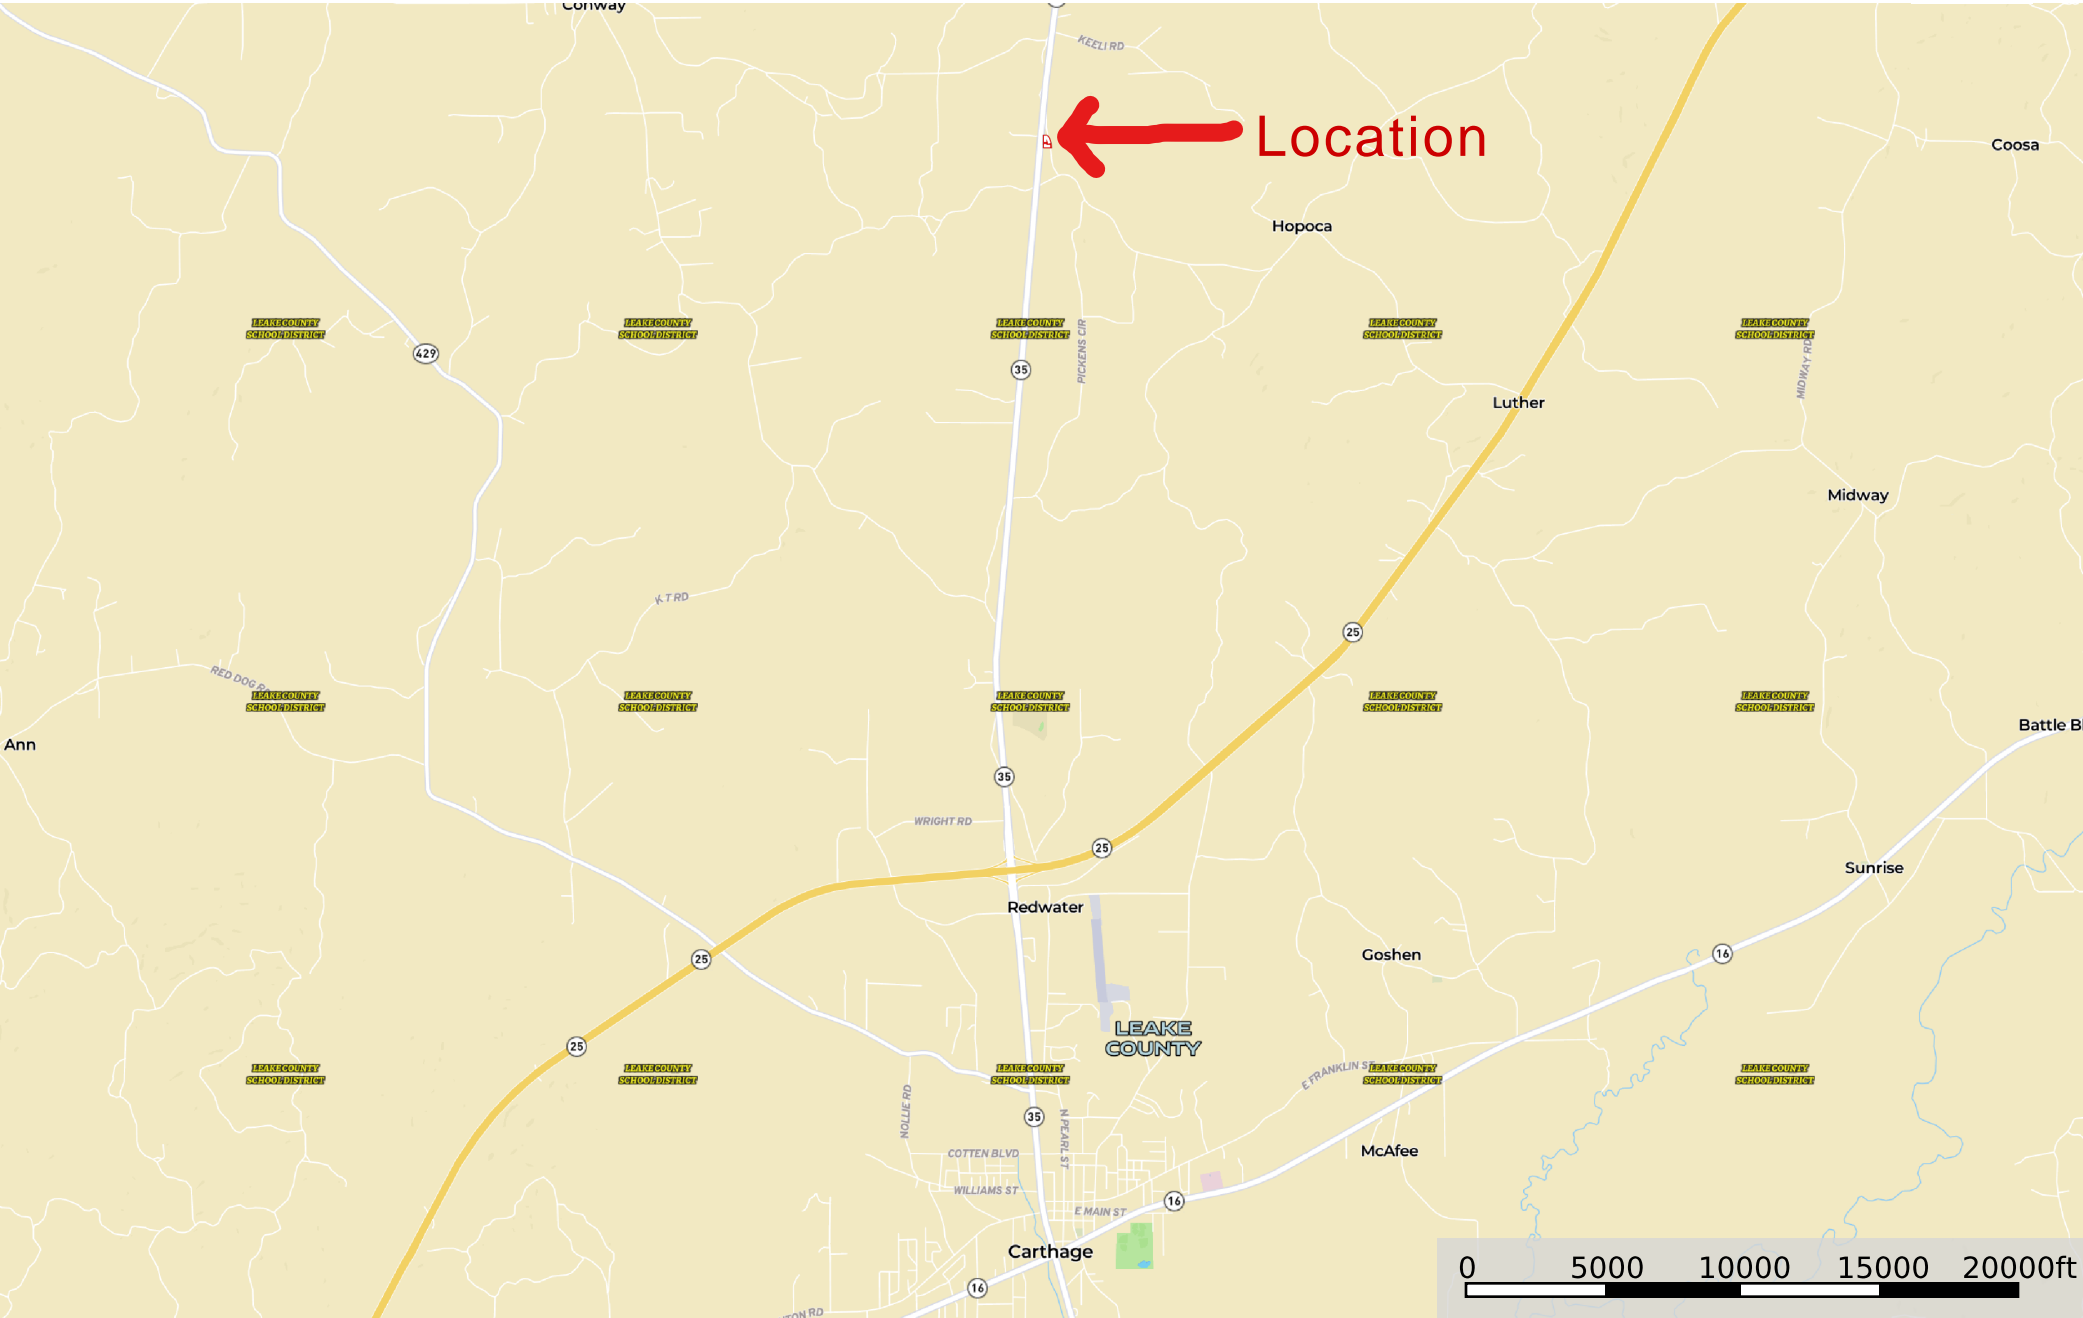 Conway
KEELI RD
Location
Coosa
Hopoca
LEAKE COUNTY
SCHOOL DISTRICT
LEAKE COUNTY
SCHOOL DISTRICT
LEAKE COUNTY
SCHOOL DISTRICT
LEAKE COUNTY
SCHOOL DISTRICT
LEAKE COUNTY
SCHOOL DISTRICT
429
35
PICKENS CIR
MIDWAY RD
Luther
Midway
K T RD
25
RED DOG RD
LEAKE COUNTY
SCHOOL DISTRICT
LEAKE COUNTY
SCHOOL DISTRICT
LEAKE COUNTY
SCHOOL DISTRICT
LEAKE COUNTY
SCHOOL DISTRICT
LEAKE COUNTY
SCHOOL DISTRICT
Ann
Battle Bl
35
WRIGHT RD
25
Sunrise
Redwater
25
Goshen
16
25
LEAKE
COUNTY
LEAKE COUNTY
SCHOOL DISTRICT
LEAKE COUNTY
SCHOOL DISTRICT
LEAKE COUNTY
SCHOOL DISTRICT
E FRANKLIN ST
LEAKE COUNTY
SCHOOL DISTRICT
LEAKE COUNTY
SCHOOL DISTRICT
NOLLIE RD
35
N PEARL ST
COTTEN BLVD
McAfee
WILLIAMS ST
16
E MAIN ST
Carthage
16
TON RD
0 5000 10000 15000 20000ft